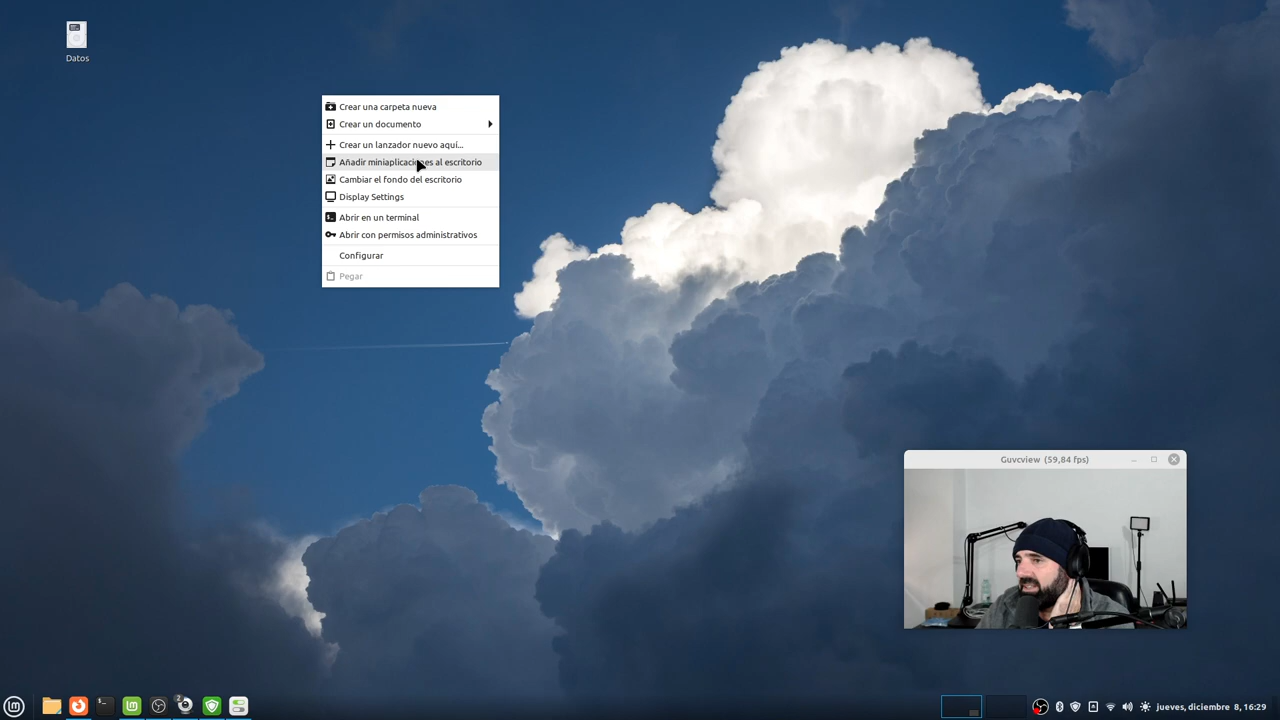 Datos
Crear una carpeta nueva
Crear un documento
Crear un lanzador nuevo aquí...
Añadir miniaplicaciones al escritorio
Cambiar el fondo del escritorio
Display Settings
Abrir en un terminal
Abrir con permisos administrativos
Configurar
Pegar
Guvcview (59,84 fps)
2
jueves, diciembre 8, 16:29